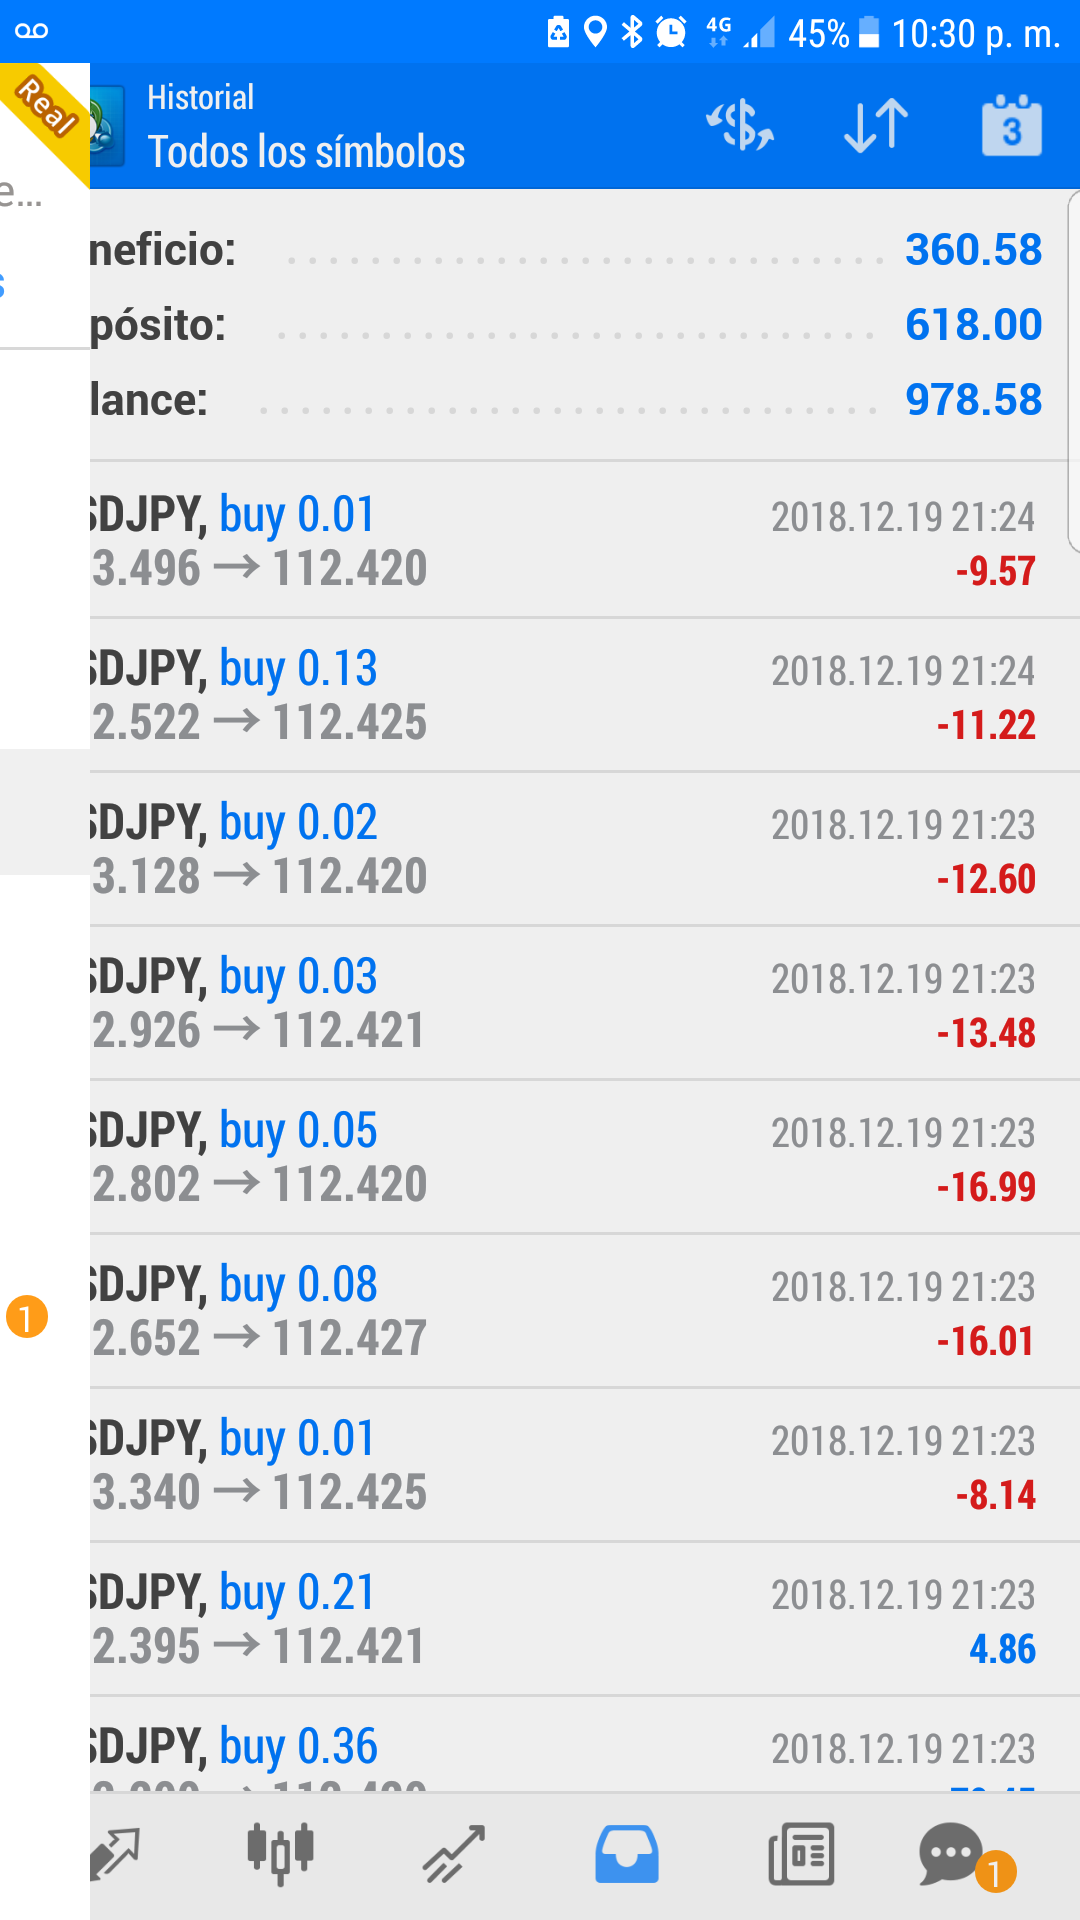 4G 45% 10:30 p. m.
Real
Historial
Todos los símbolos
3
e...
s
neficio: 360.58
pósito: 618.00
lance: 978.58
SDJPY, buy 0.01 2018.12.19 21:24
3.496 → 112.420 -9.57
SDJPY, buy 0.13 2018.12.19 21:24
2.522 → 112.425 -11.22
SDJPY, buy 0.02 2018.12.19 21:23
3.128 → 112.420 -12.60
SDJPY, buy 0.03 2018.12.19 21:23
2.926 → 112.421 -13.48
SDJPY, buy 0.05 2018.12.19 21:23
2.802 → 112.420 -16.99
SDJPY, buy 0.08 2018.12.19 21:23
2.652 → 112.427 -16.01
1
SDJPY, buy 0.01 2018.12.19 21:23
3.340 → 112.425 -8.14
SDJPY, buy 0.21 2018.12.19 21:23
2.395 → 112.421 4.86
SDJPY, buy 0.36 2018.12.19 21:23
1